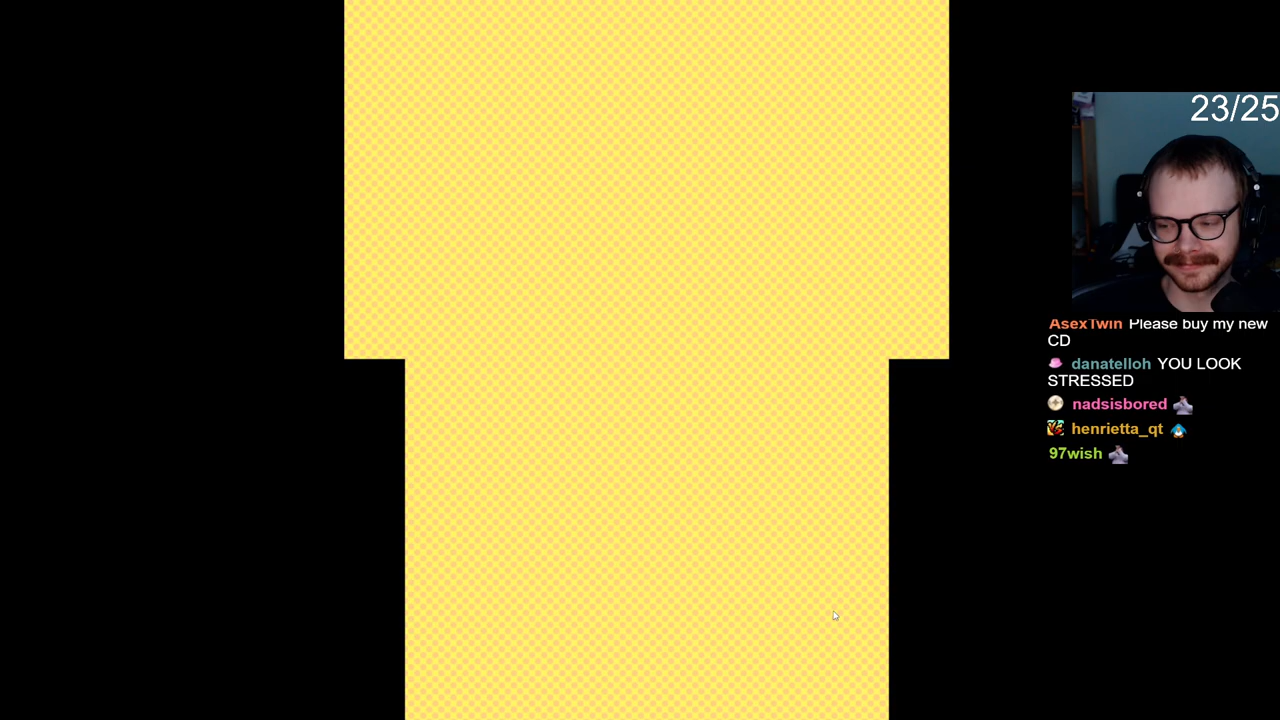 23/25
AsexTwin Please buy my new
CD
danatelloh YOU LOOK
STRESSED
nadsisbored
henrietta_qt
97wish